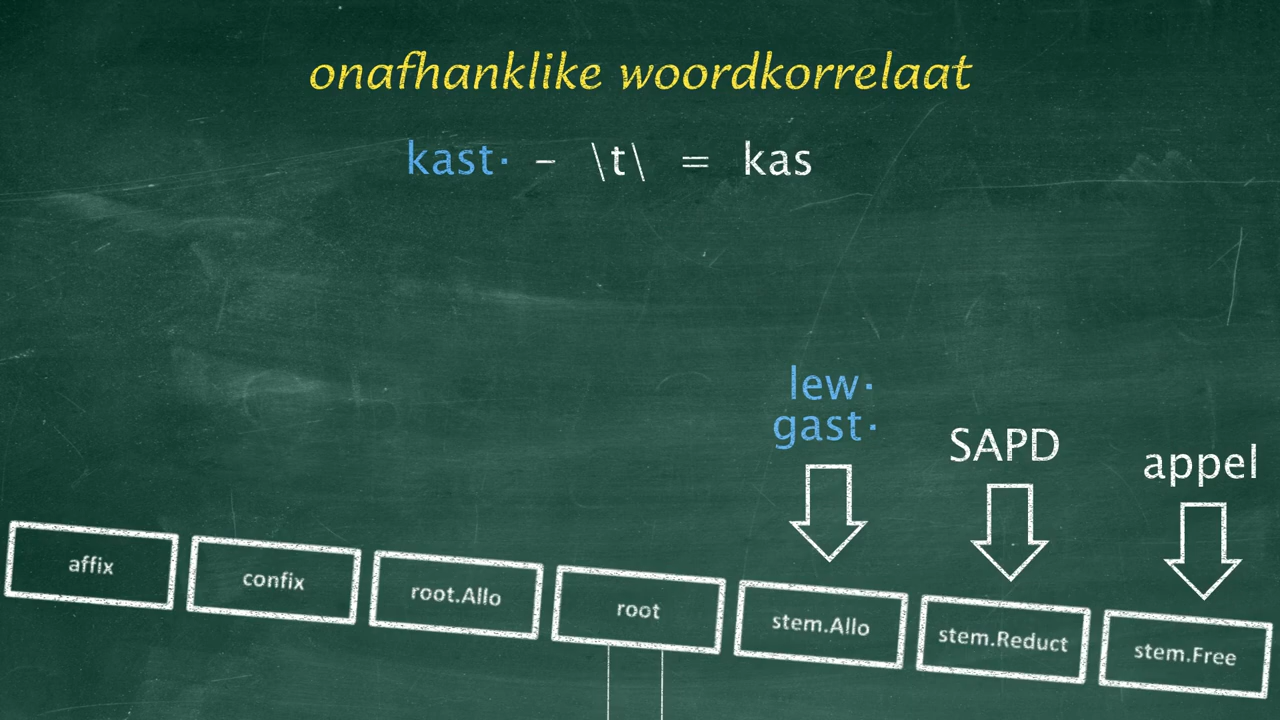 onafhanklike woordkorrelaat
kast· – \t\ = kas
lew·
gast·
SAPD
appel
affix
confix
root.Allo
root
stem.Allo
stem.Reduct
stem.Free